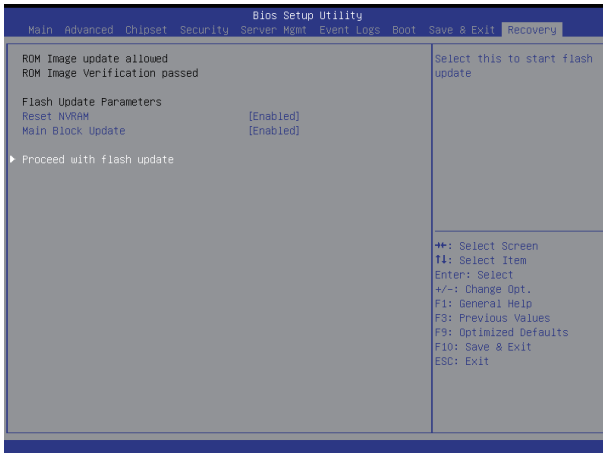 Bios Setup Utility
Main Advanced Chipset Security Server Mgmt Event Logs Boot Save & Exit Recovery
ROM Image update allowed
ROM Image Verification passed
Flash Update Parameters
Reset NVRAM [Enabled]
Main Block Update [Enabled]
Proceed with flash update
Select this to start flash
update
→←: Select Screen
↑↓: Select Item
Enter: Select
+/-: Change Opt.
F1: General Help
F3: Previous Values
F9: Optimized Defaults
F10: Save & Exit
ESC: Exit